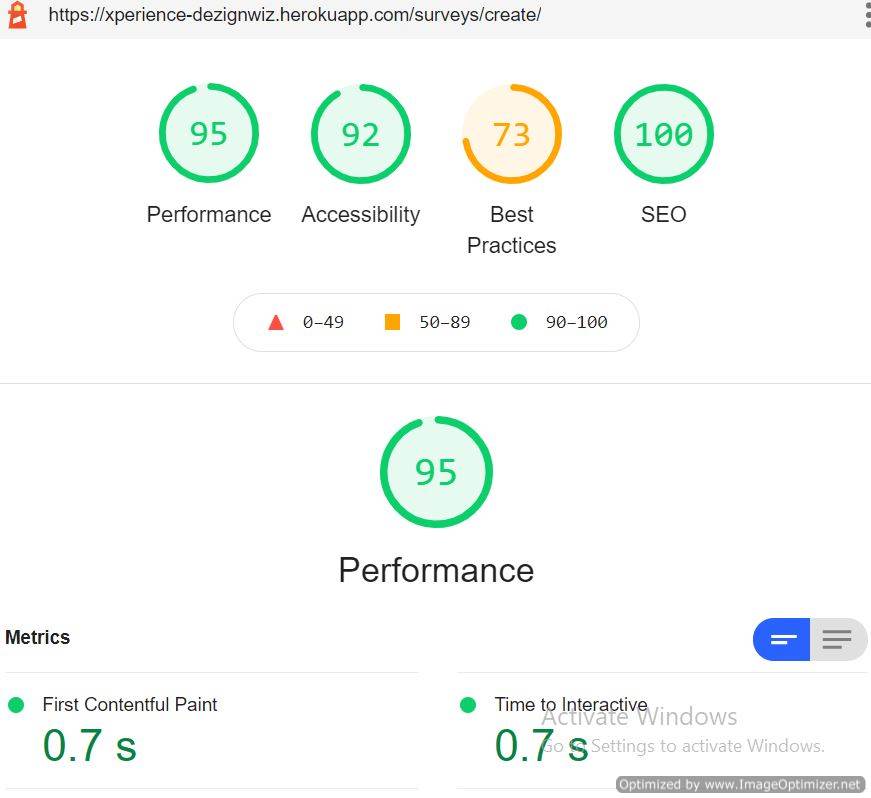 https://xperience-dezignwiz.herokuapp.com/surveys/create/
95 92 73 100
Performance Accessibility Best Practices SEO
0–49 50–89 90–100
95
Performance
Metrics
First Contentful Paint Time to Interactive
0.7 s 0.7 s
Activate Windows
Go to Settings to activate Windows.
Optimized by www.ImageOptimizer.net